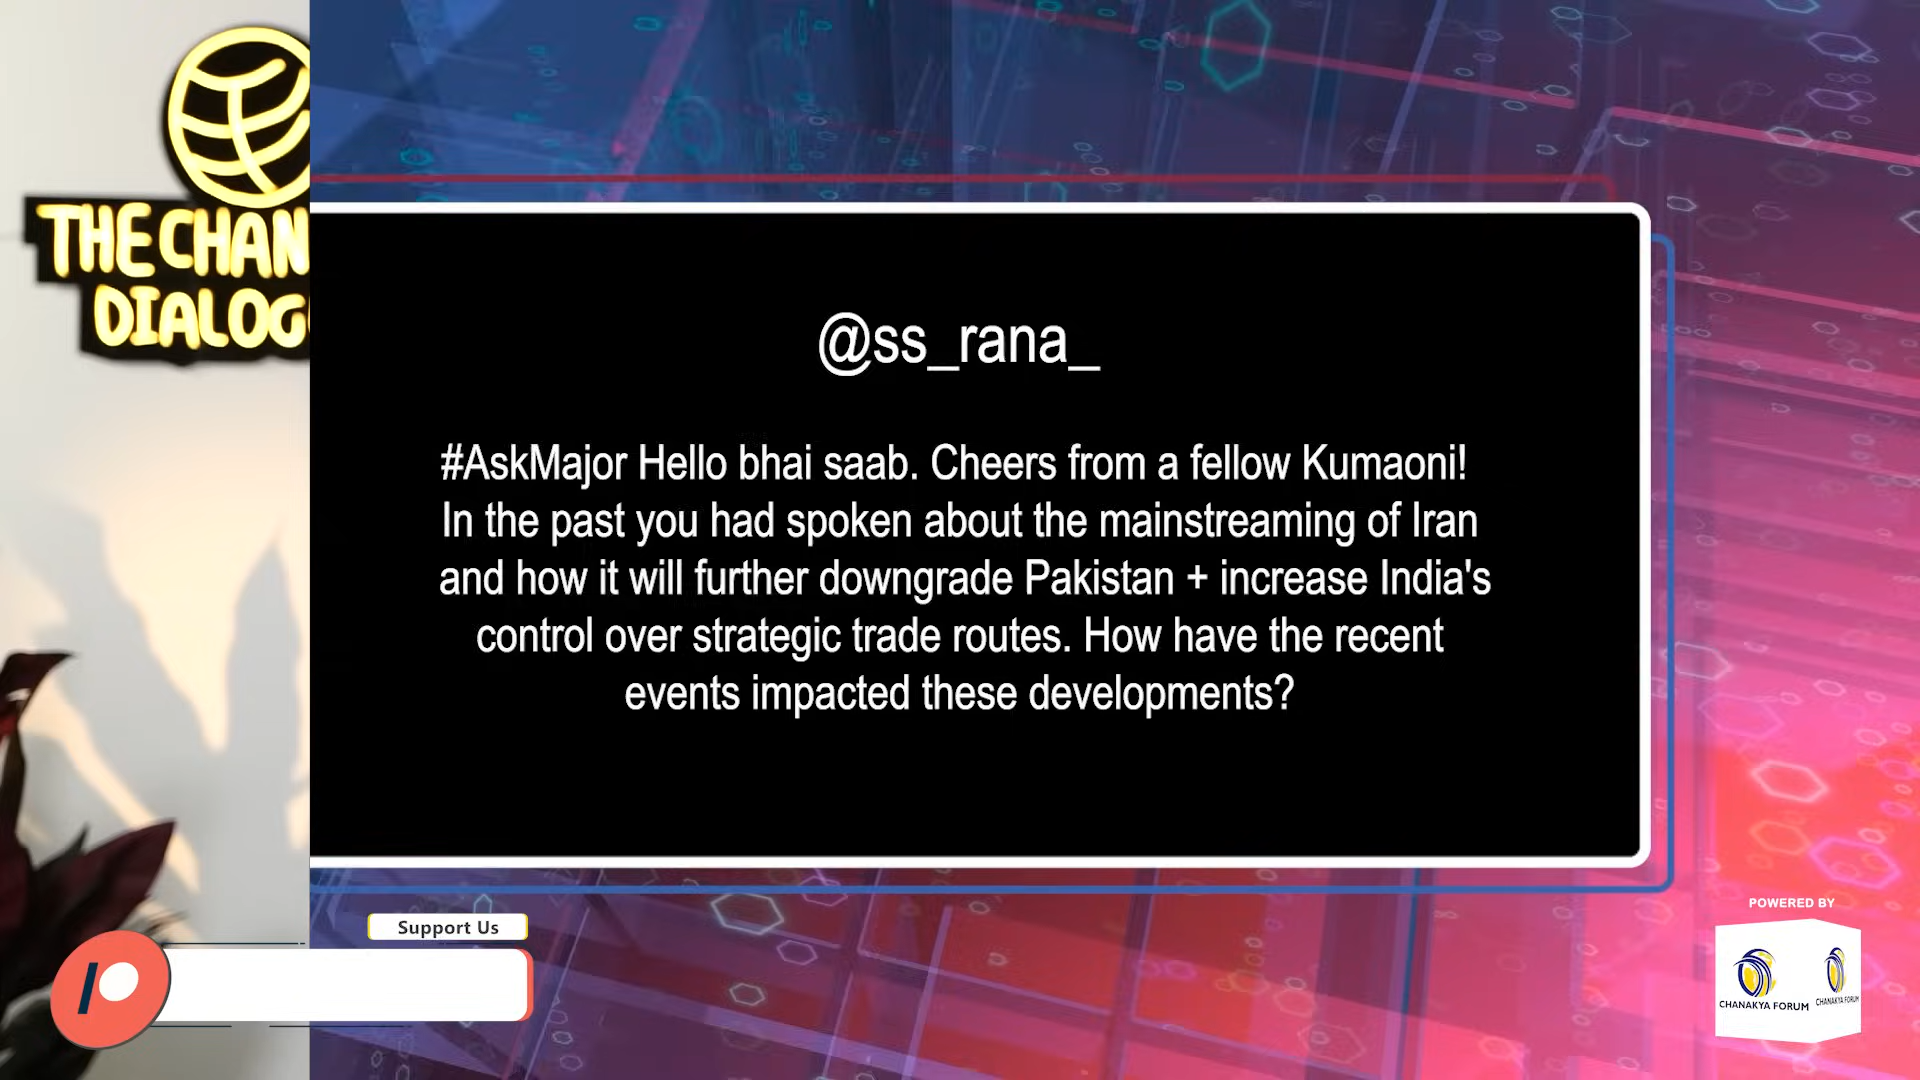 THE CHAN
DIALOG
@ss_rana_
#AskMajor Hello bhai saab. Cheers from a fellow Kumaoni!
In the past you had spoken about the mainstreaming of Iran
and how it will further downgrade Pakistan + increase India's
control over strategic trade routes. How have the recent
events impacted these developments?
Support Us
POWERED BY
CHANAKYA FORUM
CHANAKYA FORUM